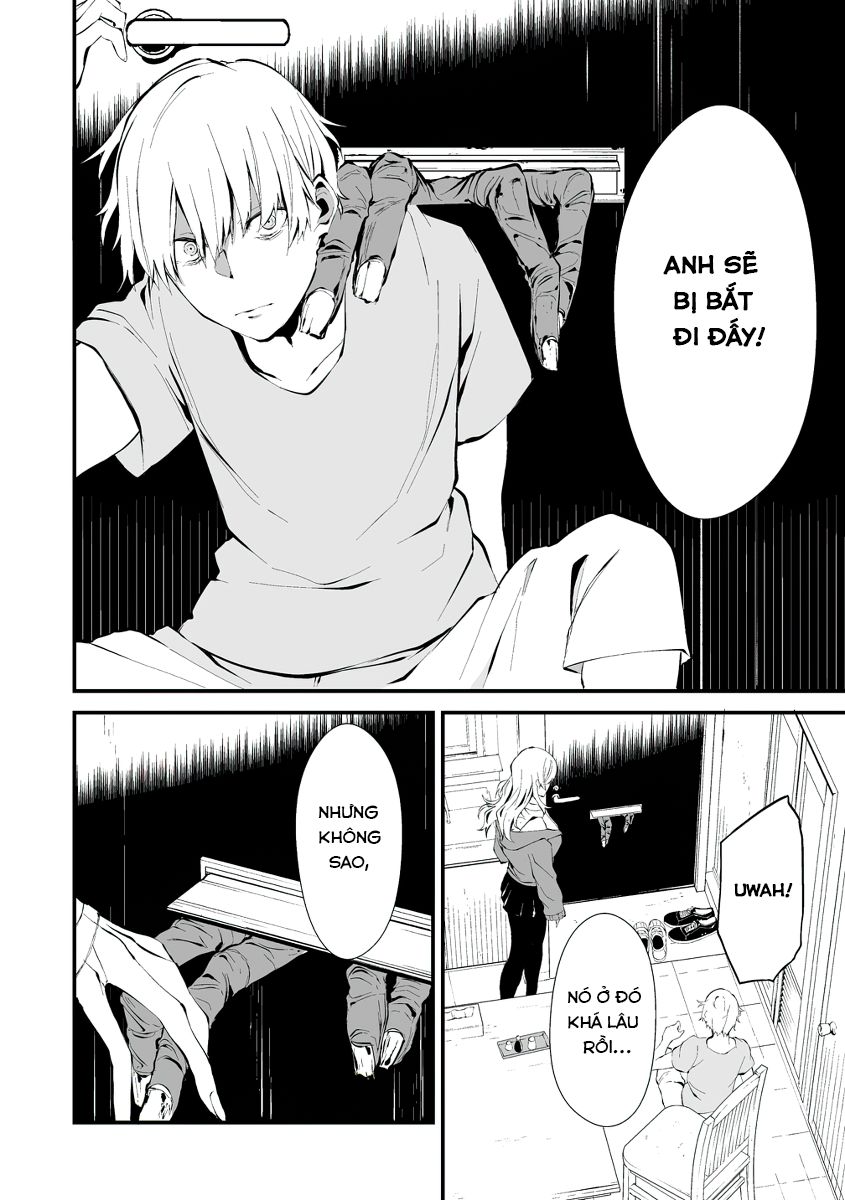 ANH SẼ
BỊ BẮT
ĐI ĐẤY!
UWAH!
NÓ Ở ĐÓ
KHÁ LÂU
RỒI...
NHƯNG
KHÔNG
SAO,